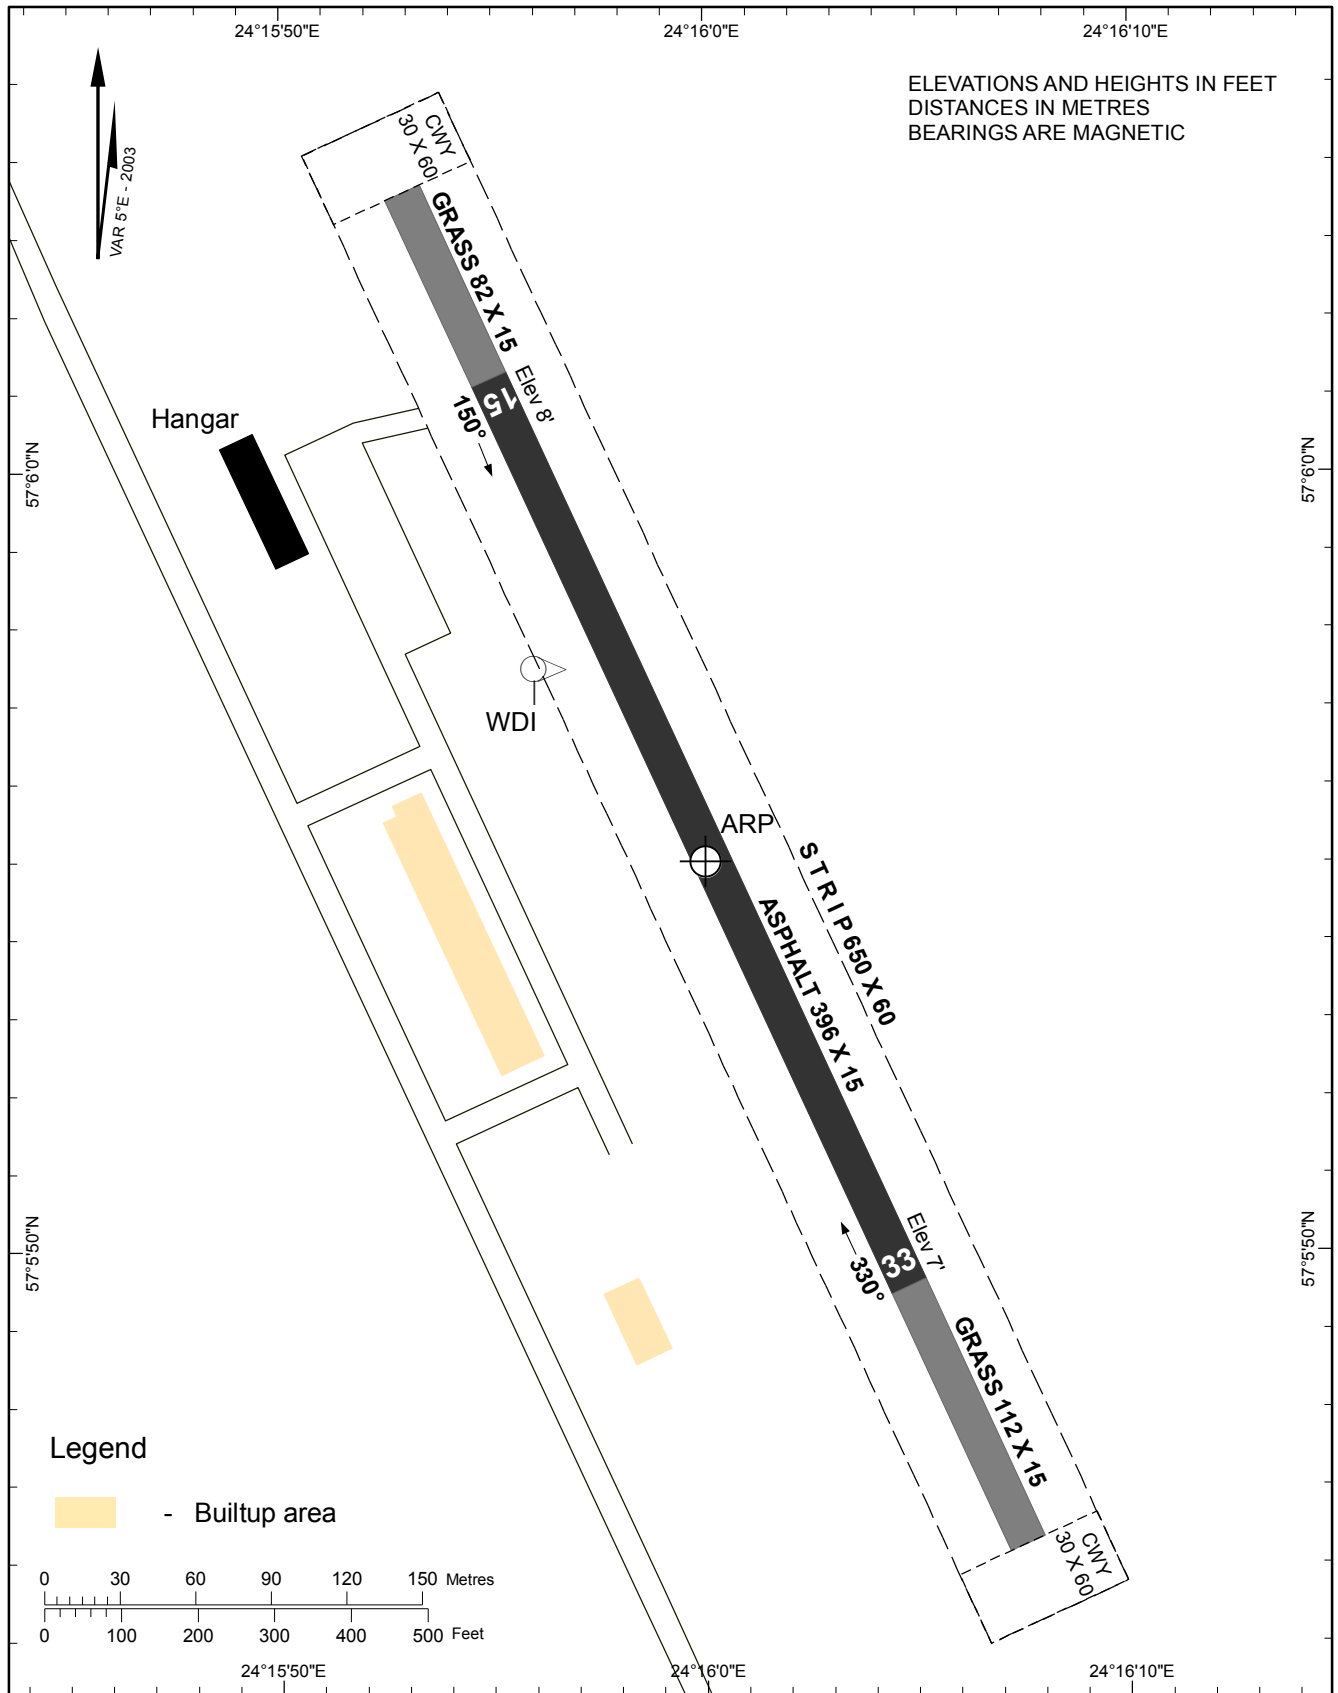 24°15'50"E
24°16'0"E
24°16'10"E
ELEVATIONS AND HEIGHTS IN FEET
DISTANCES IN METRES
BEARINGS ARE MAGNETIC
VAR 5°E - 2003
CWY
30 X 60
GRASS 82 X 15
Elev 8'
15
150°
Hangar
57°6'0"N
57°6'0"N
WDI
ARP
STRIP 650 X 60
ASPHALT 396 X 15
57°5'50"N
57°5'50"N
Elev 7'
33
330°
GRASS 112 X 15
CWY
30 X 60
Legend
- Builtup area
0 30 60 90 120 150 Metres
0 100 200 300 400 500 Feet
24°15'50"E
24°16'0"E
24°16'10"E